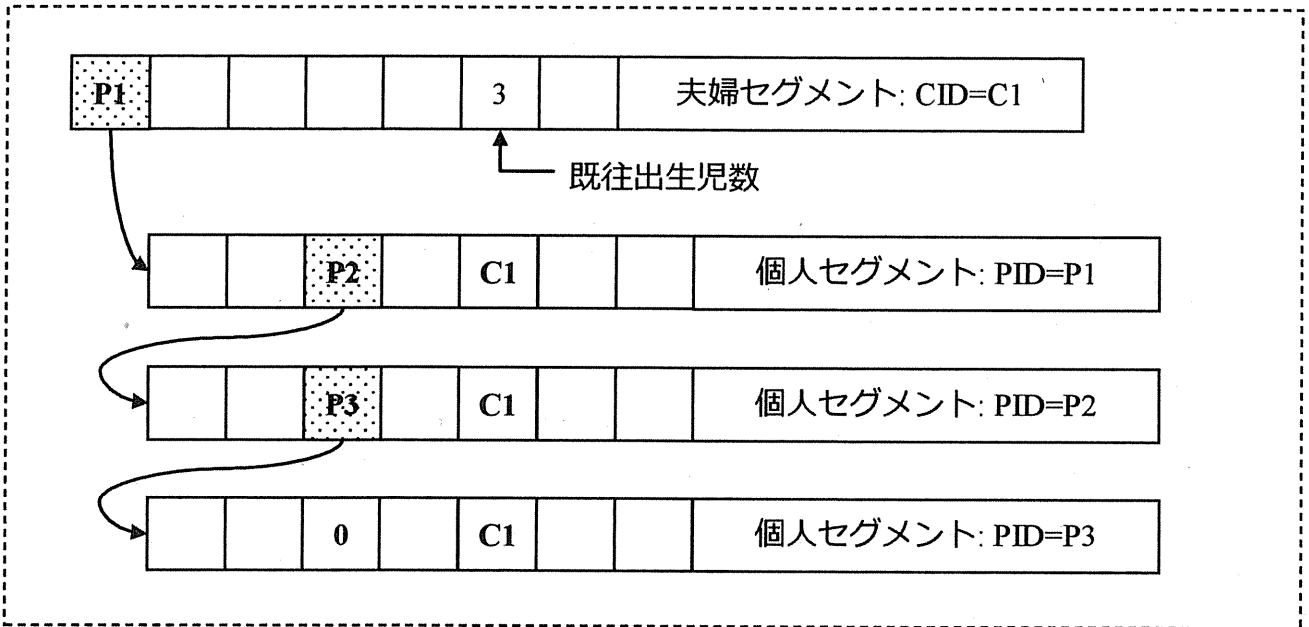 P1 3 夫婦セグメント: CID=C1
既往出生児数
P2 C1 個人セグメント: PID=P1
P3 C1 個人セグメント: PID=P2
0 C1 個人セグメント: PID=P3